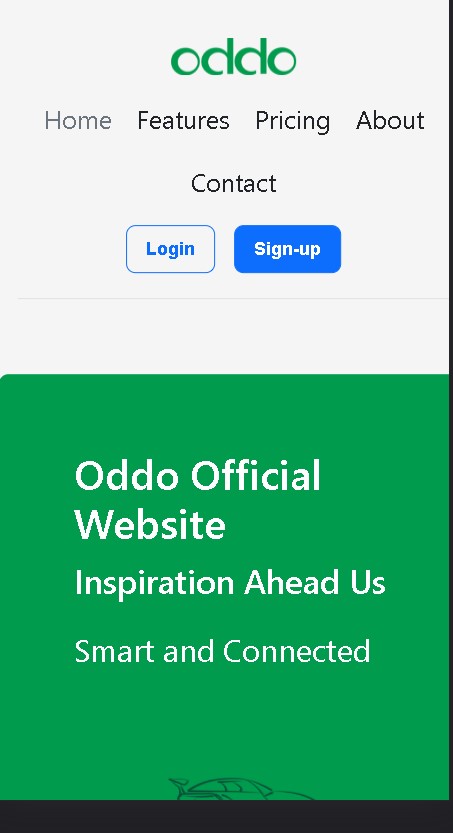 oddo
Home Features Pricing About
Contact
Login Sign-up
Oddo Official
Website
Inspiration Ahead Us
Smart and Connected